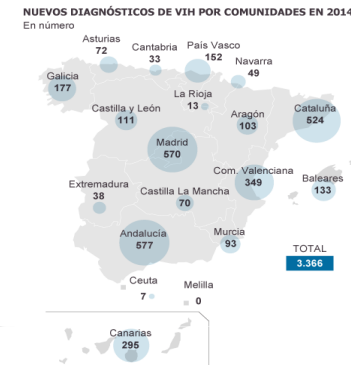 NUEVOS DIAGNÓSTICOS DE VIH POR COMUNIDADES EN 2014
En número
Asturias
72
Cantabria
33
País Vasco
152
Navarra
49
Galicia
177
La Rioja
13
Castilla y León
111
Aragón
103
Cataluña
524
Madrid
570
Com. Valenciana
349
Baleares
133
Extremadura
38
Castilla La Mancha
70
Andalucía
577
Murcia
93
TOTAL
3.366
Ceuta
7
Melilla
0
Canarias
295